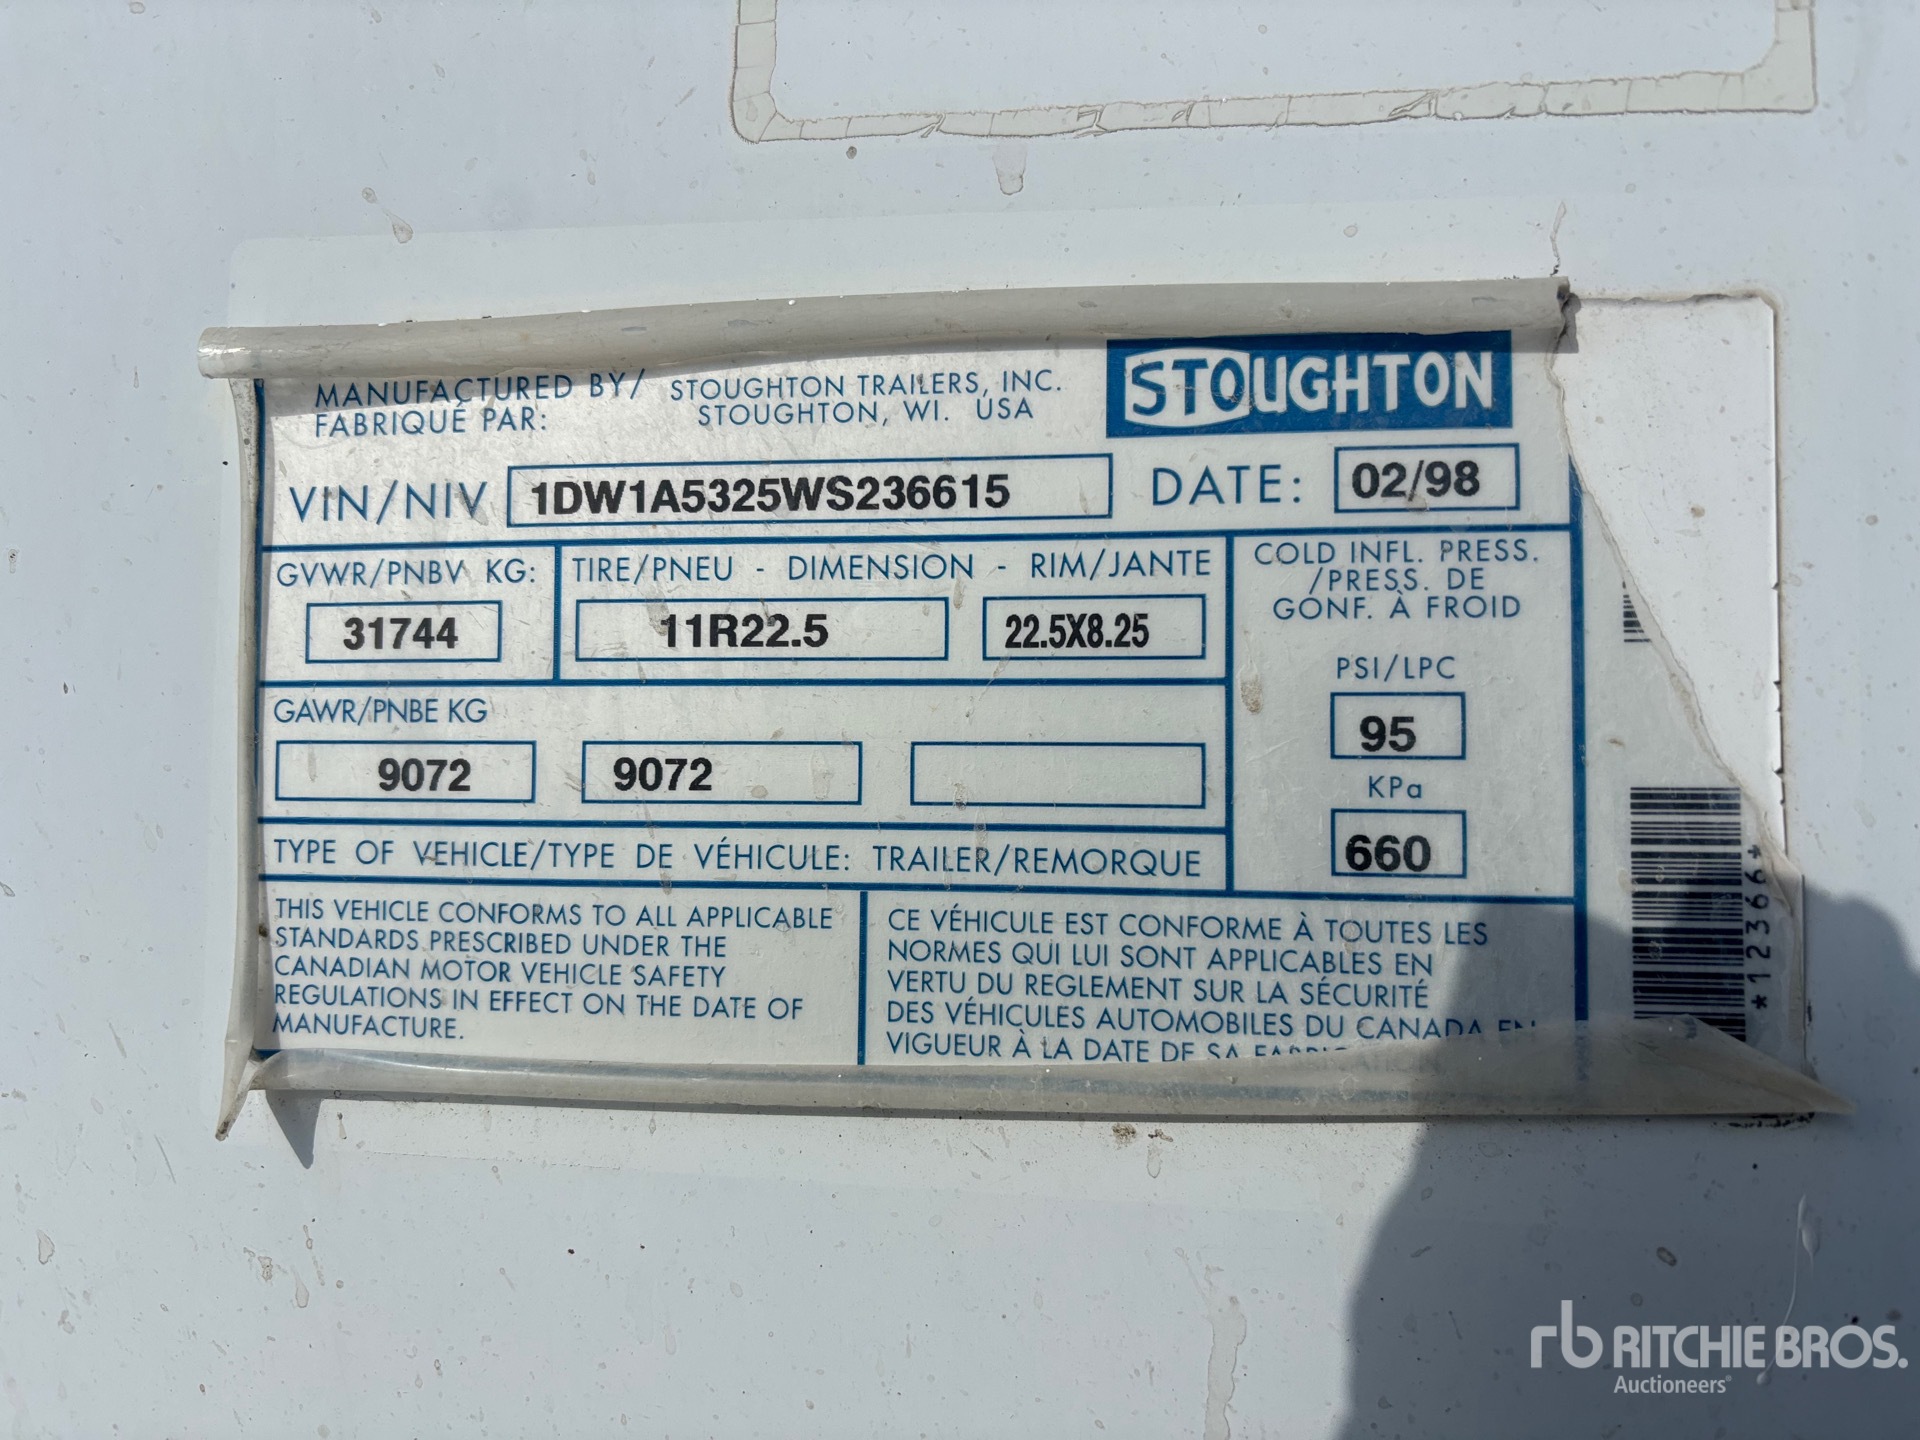 MANUFACTURED BY/ STOUGHTON TRAILERS, INC.
FABRIQUÉ PAR: STOUGHTON, WI. USA
STOUGHTON
VIN/NIV 1DW1A5325WS236615 DATE: 02/98
GVWR/PNBV KG: TIRE/PNEU - DIMENSION - RIM/JANTE
31744 11R22.5 22.5X8.25
COLD INFL. PRESS.
/PRESS. DE
GONF. À FROID
PSI/LPC
95
KPa
660
GAWR/PNBE KG
9072 9072
TYPE OF VEHICLE/TYPE DE VÉHICULE: TRAILER/REMORQUE
THIS VEHICLE CONFORMS TO ALL APPLICABLE
STANDARDS PRESCRIBED UNDER THE
CANADIAN MOTOR VEHICLE SAFETY
REGULATIONS IN EFFECT ON THE DATE OF
MANUFACTURE.
CE VÉHICULE EST CONFORME À TOUTES LES
NORMES QUI LUI SONT APPLICABLES EN
VERTU DU REGLEMENT SUR LA SÉCURITÉ
DES VÉHICULES AUTOMOBILES DU CANADA EN
VIGUEUR À LA DATE DE SA FABRICATION
*12366*
rb RITCHIE BROS.
Auctioneers